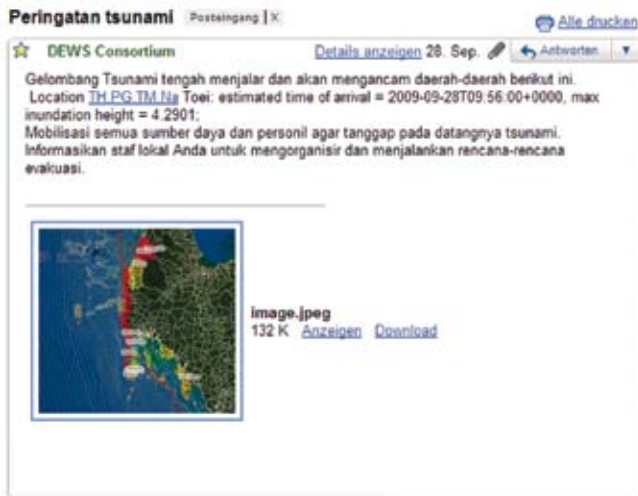 Peringatan tsunami Posteingang | X
Alle drucken
DEWS Consortium Details anzeigen 28. Sep. Antworten
Gelombang Tsunami tengah menjalar dan akan mengancam daerah-daerah berikut ini.
Location TH.PG.TM.Na Toei: estimated time of arrival = 2009-09-28T09:56:00+0000, max
inundation height = 4.2901;
Mobilisasi semua sumber daya dan personil agar tanggap pada datangnya tsunami.
Informasikan staf lokal Anda untuk mengorganisir dan menjalankan rencana-rencana
evakuasi.
image.jpeg
132 K Anzeigen Download